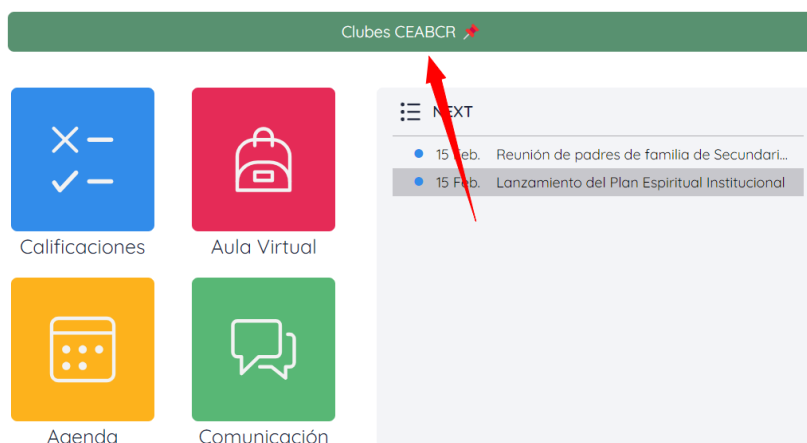 Clubes CEABCR 📌
NEXT
15 Feb. Reunión de padres de familia de Secundari...
15 Feb. Lanzamiento del Plan Espiritual Institucional
Calificaciones
Aula Virtual
Agenda
Comunicación